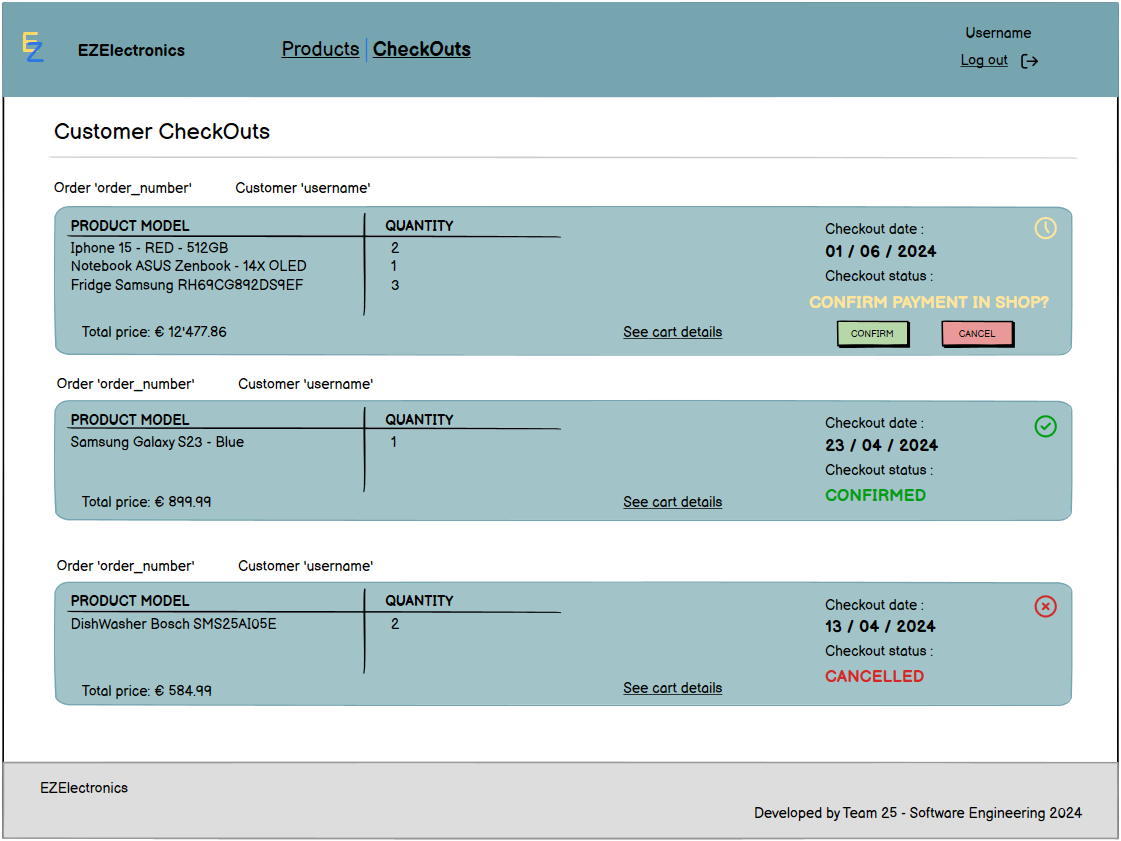 EZ EZElectronics Products CheckOuts Username
Log out
Customer CheckOuts
Order 'order_number' Customer 'username'
PRODUCT MODEL QUANTITY
Iphone 15 - RED - 512GB 2
Notebook ASUS Zenbook - 14X OLED 1
Fridge Samsung RH69CG892DS9EF 3
Total price: € 12'477.86 See cart details
Checkout date :
01 / 06 / 2024
Checkout status :
CONFIRM PAYMENT IN SHOP?
CONFIRM CANCEL
Order 'order_number' Customer 'username'
PRODUCT MODEL QUANTITY
Samsung Galaxy S23 - Blue 1
Total price: € 899.99 See cart details
Checkout date :
23 / 04 / 2024
Checkout status :
CONFIRMED
Order 'order_number' Customer 'username'
PRODUCT MODEL QUANTITY
DishWasher Bosch SMS25AI05E 2
Total price: € 584.99 See cart details
Checkout date :
13 / 04 / 2024
Checkout status :
CANCELLED
EZElectronics
Developed by Team 25 - Software Engineering 2024